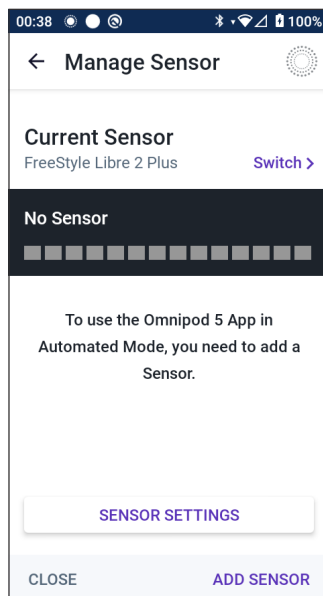 00:38 100%
Manage Sensor
Current Sensor
FreeStyle Libre 2 Plus Switch >
No Sensor
To use the Omnipod 5 App in
Automated Mode, you need to add a
Sensor.
SENSOR SETTINGS
CLOSE ADD SENSOR